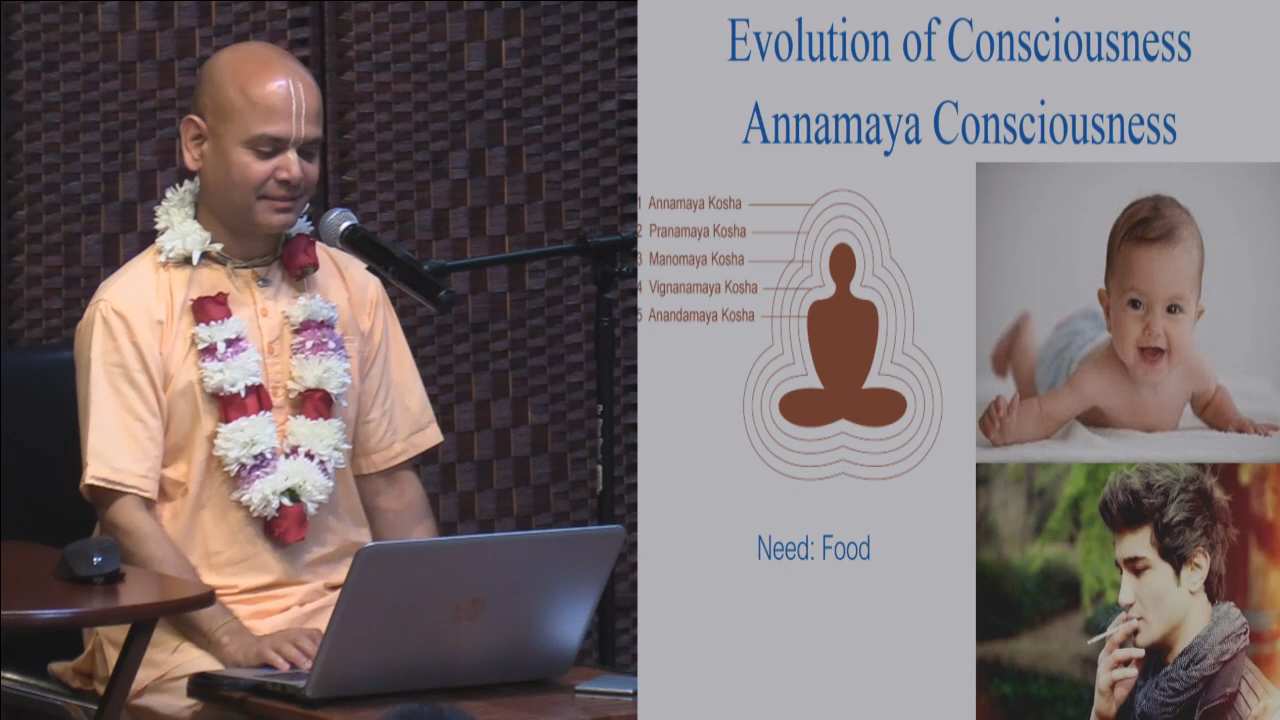 Evolution of Consciousness
Annamaya Consciousness
1 Annamaya Kosha
2 Pranamaya Kosha
3 Manomaya Kosha
4 Vignanamaya Kosha
5 Anandamaya Kosha
Need: Food